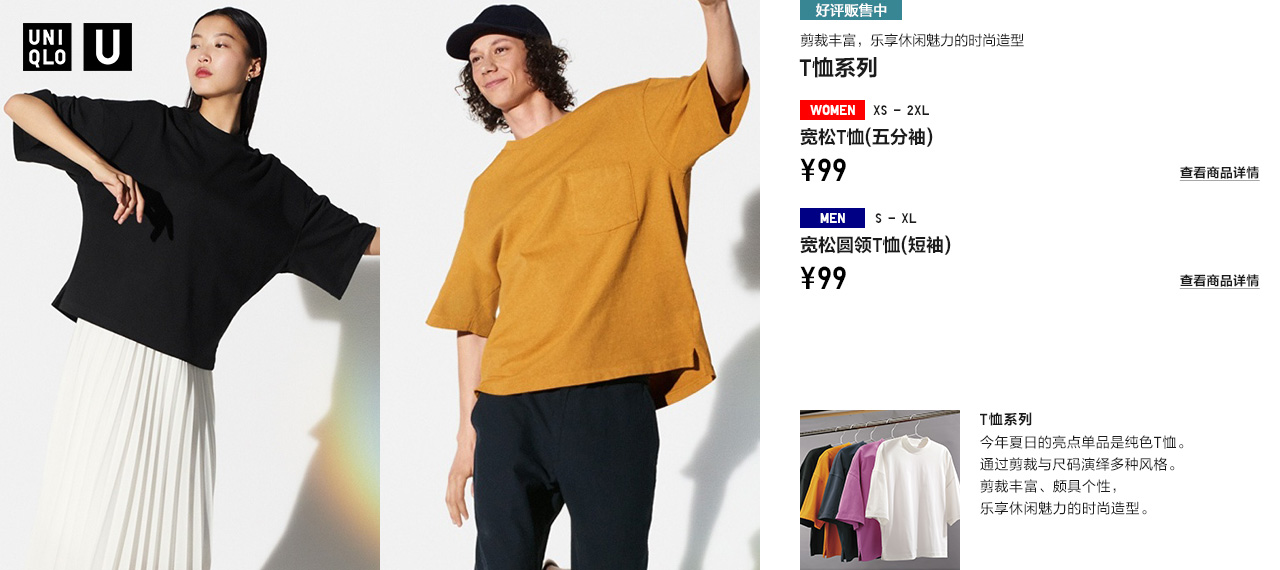 UNI
QLO
U
好评贩售中
剪裁丰富，乐享休闲魅力的时尚造型
T恤系列
WOMEN XS - 2XL
宽松T恤(五分袖)
¥99
查看商品详情
MEN S - XL
宽松圆领T恤(短袖)
¥99
查看商品详情
T恤系列
今年夏日的亮点单品是纯色T恤。
通过剪裁与尺码演绎多种风格。
剪裁丰富、颇具个性，
乐享休闲魅力的时尚造型。